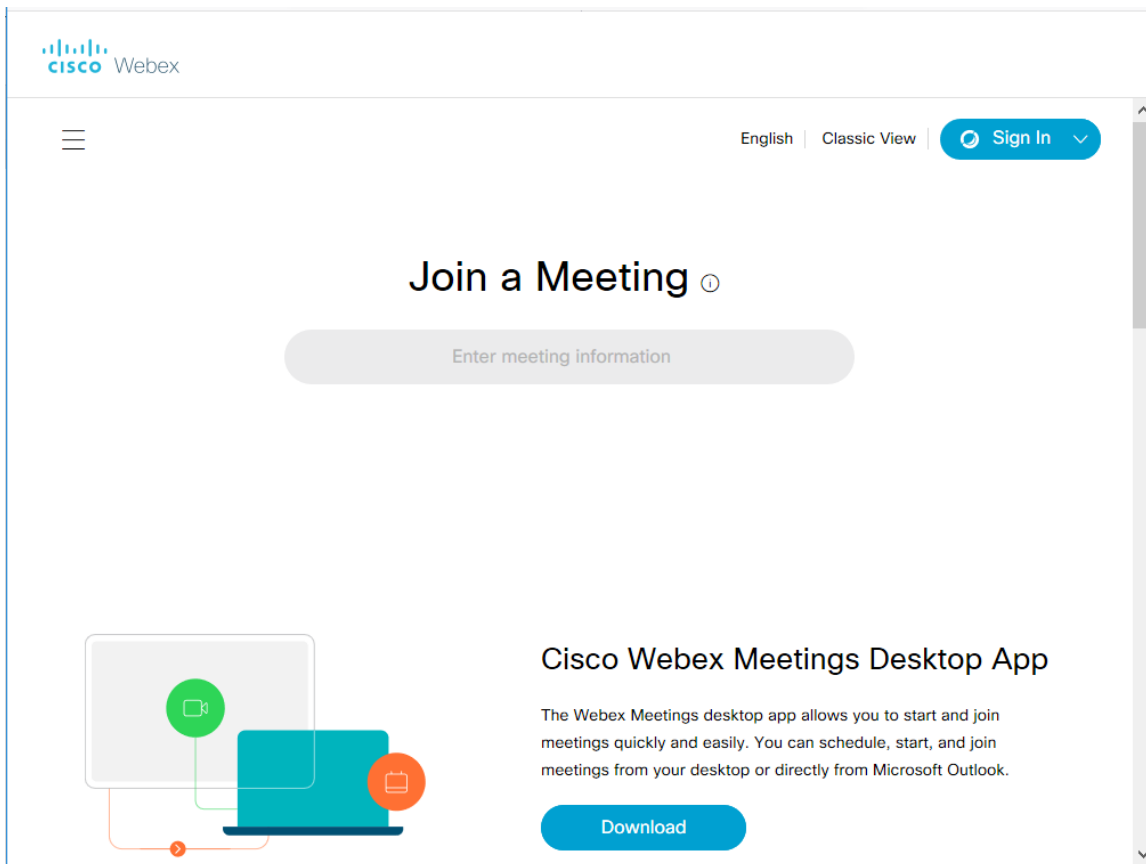 CISCO Webex
English Classic View Sign In
Join a Meeting
Enter meeting information
Cisco Webex Meetings Desktop App
The Webex Meetings desktop app allows you to start and join
meetings quickly and easily. You can schedule, start, and join
meetings from your desktop or directly from Microsoft Outlook.
Download